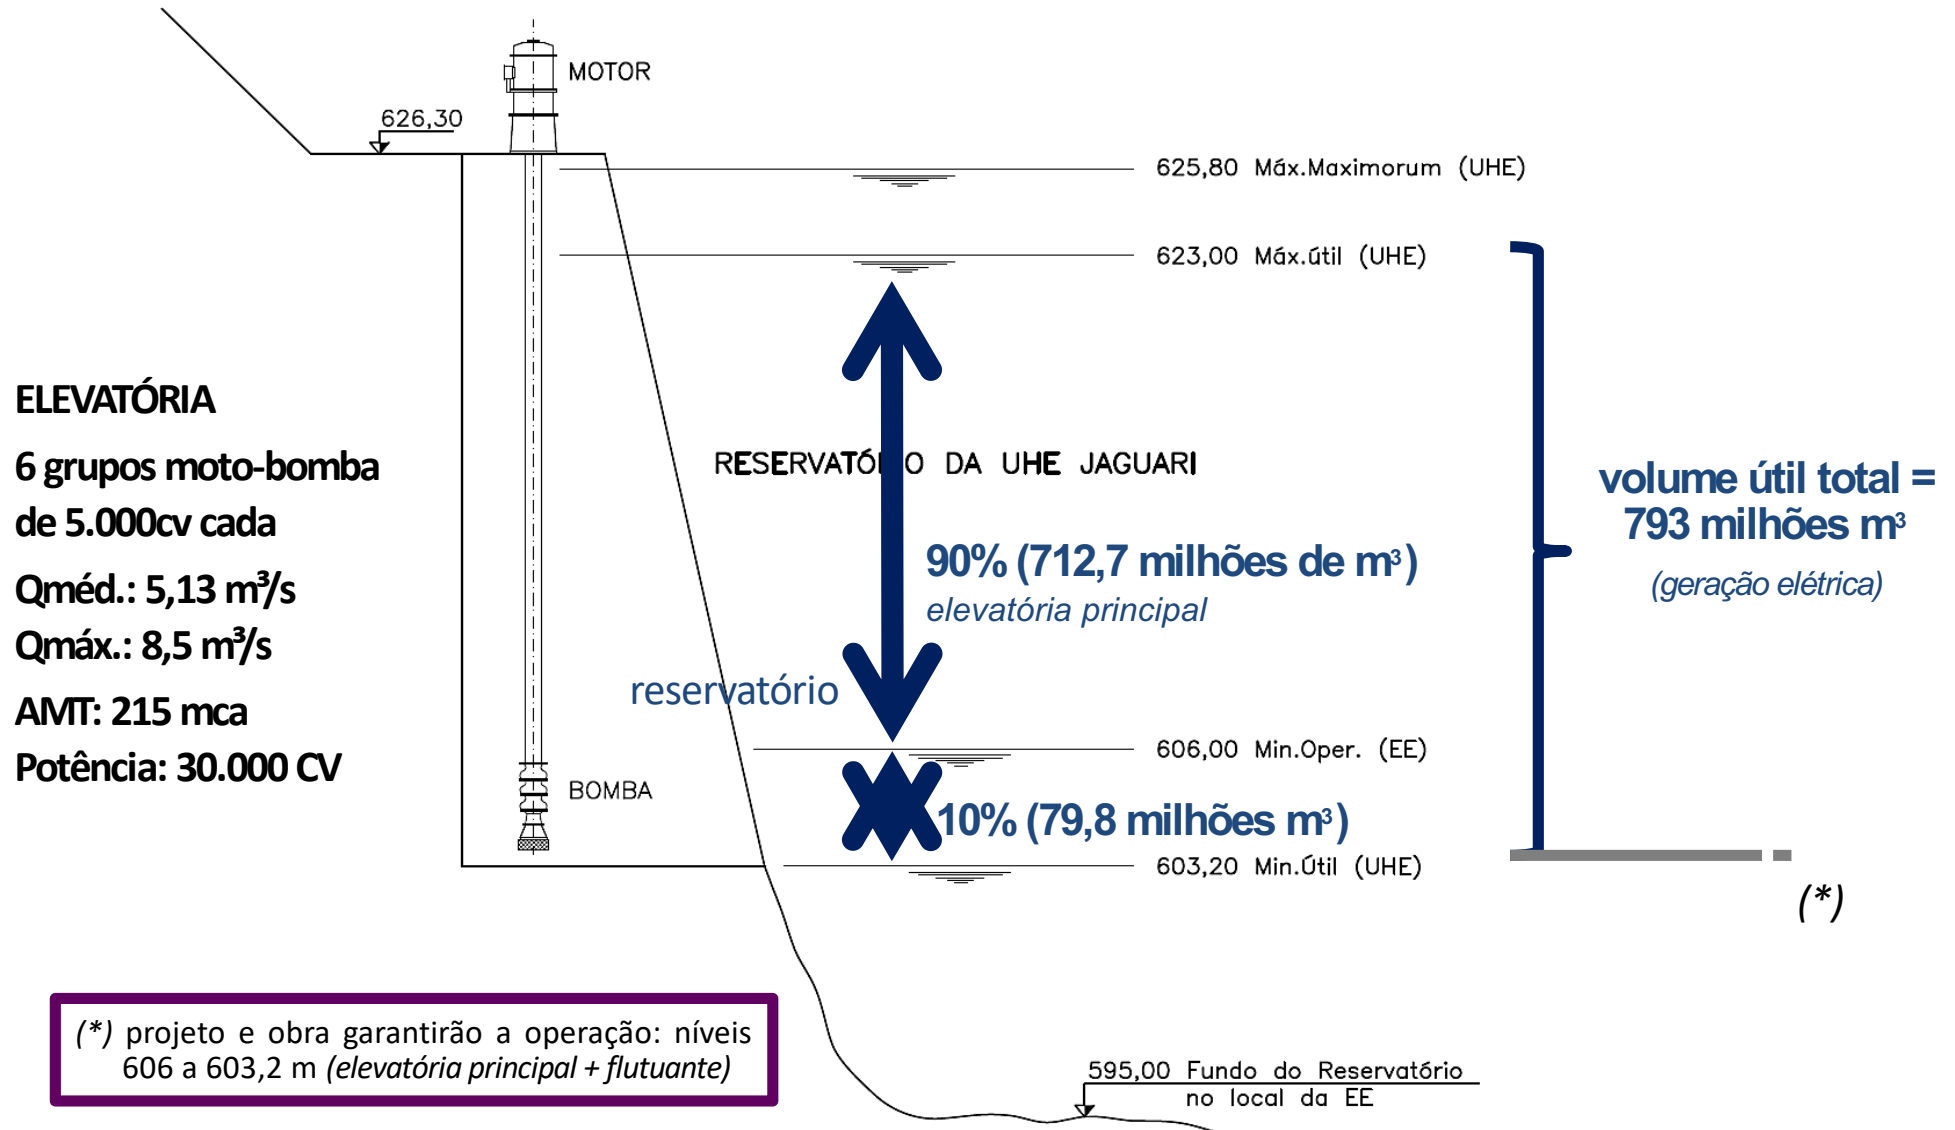 MOTOR
626,30
625,80 Máx.Maximorum (UHE)
623,00 Máx.útil (UHE)
ELEVATÓRIA
6 grupos moto-bomba
de 5.000cv cada
Qméd.: 5,13 m³/s
Qmáx.: 8,5 m³/s
AMT: 215 mca
Potência: 30.000 CV
RESERVATÓRIO DA UHE JAGUARI
90% (712,7 milhões de m³)
elevatória principal
reservatório
volume útil total =
793 milhões m³
(geração elétrica)
606,00 Min.Oper. (EE)
BOMBA
10% (79,8 milhões m³)
603,20 Min.Útil (UHE)
(*)
(*) projeto e obra garantirão a operação: níveis
606 a 603,2 m (elevatória principal + flutuante)
595,00 Fundo do Reservatório
no local da EE